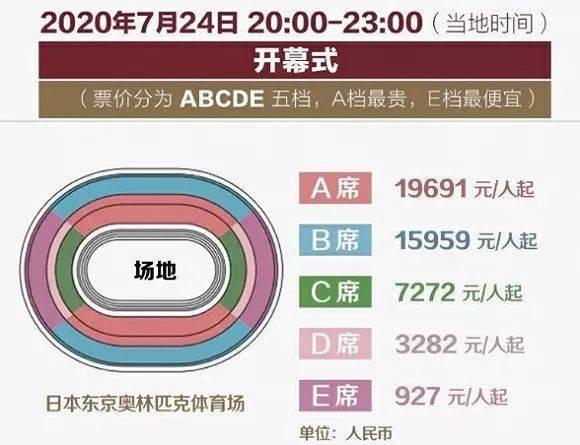 2020年7月24日 20:00-23:00（当地时间）
开幕式
（票价分为 ABCDE 五档，A档最贵，E档最便宜）
A席 19691 元/人起
B席 15959 元/人起
C席 7272 元/人起
D席 3282 元/人起
E席 927 元/人起
场地
日本东京奥林匹克体育场
单位：人民币